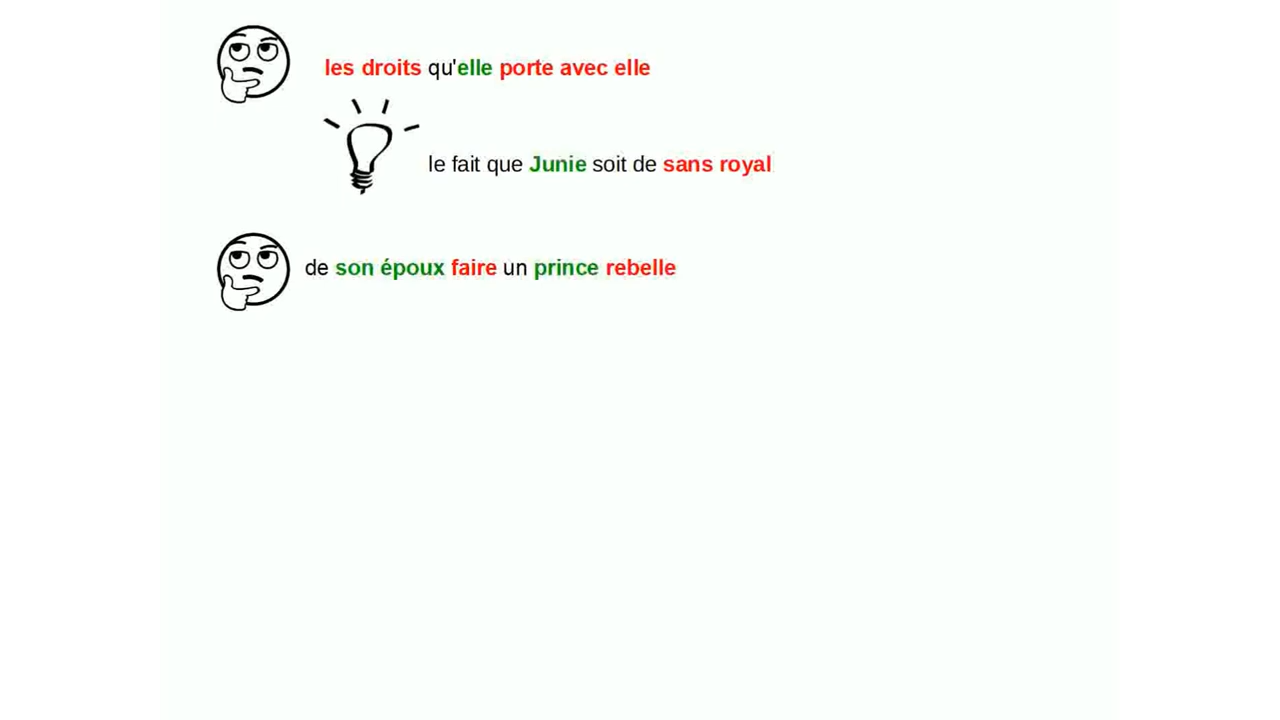 les droits qu'elle porte avec elle
le fait que Junie soit de sans royal
de son époux faire un prince rebelle